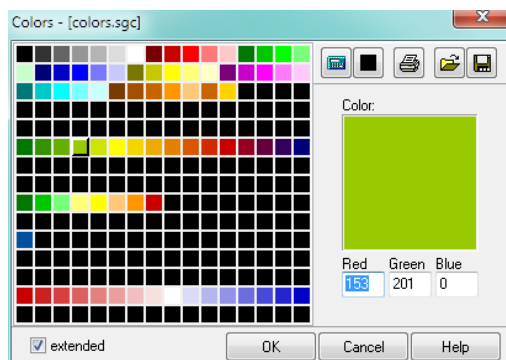 Colors - [colors.sgc]
Color:
Red Green Blue
153 201 0
extended OK Cancel Help